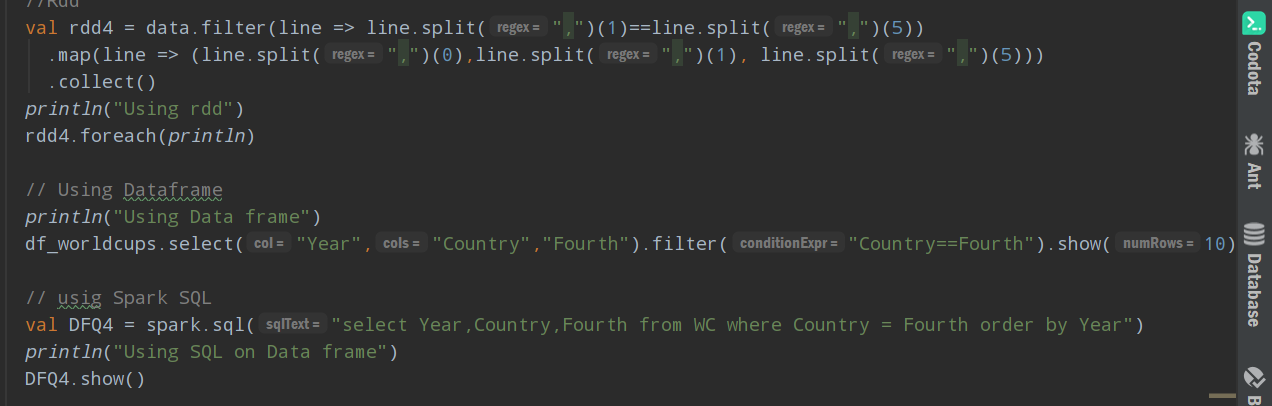 //Rdd
val rdd4 = data.filter(line => line.split( regex = ",")(1)==line.split( regex = ",")(5))
.map(line => (line.split( regex = ",")(0),line.split( regex = ",")(1), line.split( regex = ",")(5)))
.collect()
println("Using rdd")
rdd4.foreach(println)
// Using Dataframe
println("Using Data frame")
df_worldcups.select( col = "Year", cols = "Country","Fourth").filter( conditionExpr = "Country==Fourth").show( numRows = 10)
// usig Spark SQL
val DFQ4 = spark.sql( sqlText = "select Year,Country,Fourth from WC where Country = Fourth order by Year")
println("Using SQL on Data frame")
DFQ4.show()
Codota
Ant
Database
B